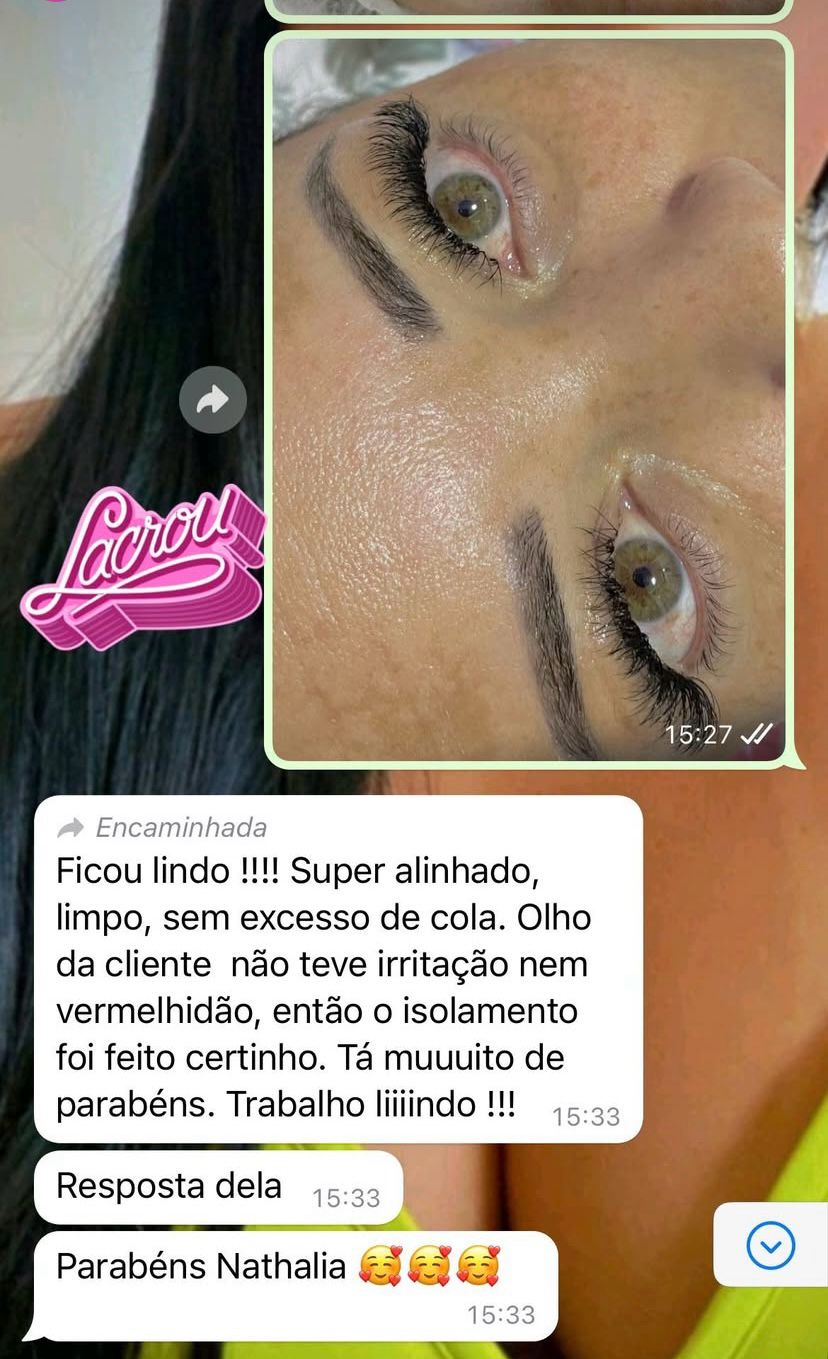 Lacrou
15:27
Encaminhada
Ficou lindo !!!! Super alinhado,
limpo, sem excesso de cola. Olho
da cliente  não teve irritação nem
vermelhidão, então o isolamento
foi feito certinho. Tá muuuito de
parabéns. Trabalho liiiindo !!!
15:33
Resposta dela
15:33
Parabéns Nathalia 🥰🥰🥰
15:33